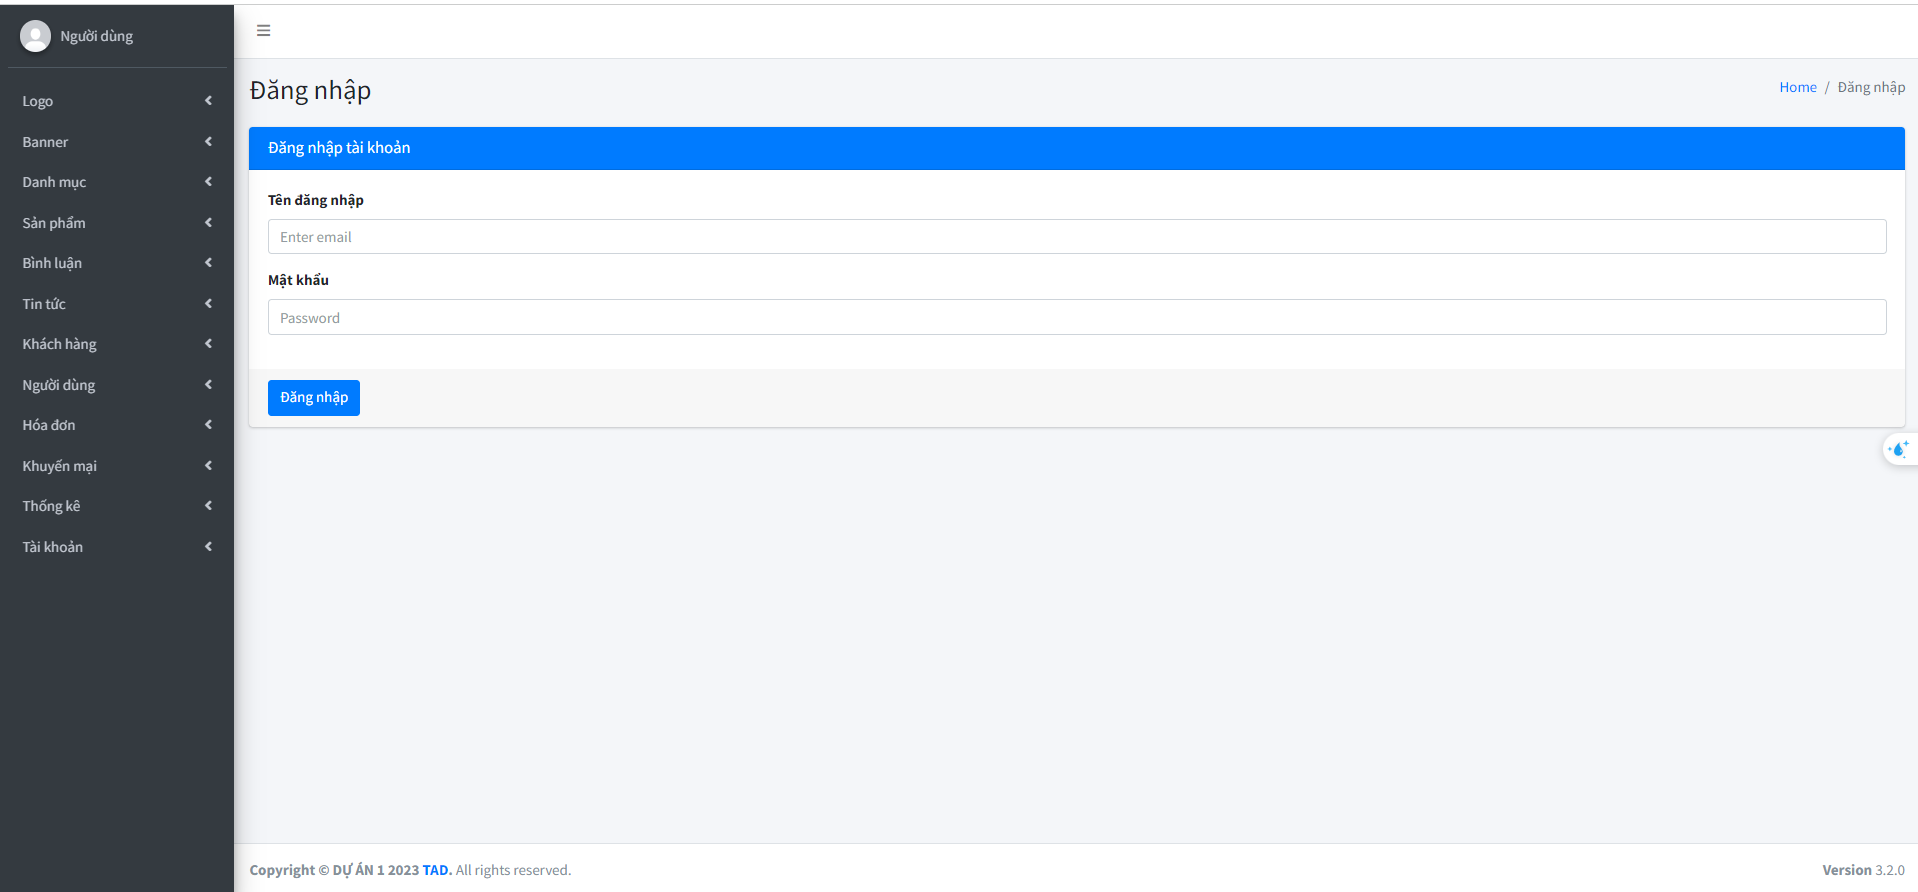 Người dùng
Logo
Banner
Danh mục
Sản phẩm
Bình luận
Tin tức
Khách hàng
Người dùng
Hóa đơn
Khuyến mại
Thống kê
Tài khoản
Đăng nhập
Home / Đăng nhập
Đăng nhập tài khoản
Tên đăng nhập
Enter email
Mật khẩu
Password
Đăng nhập
Copyright © DỰ ÁN 1 2023 TAD. All rights reserved.
Version 3.2.0